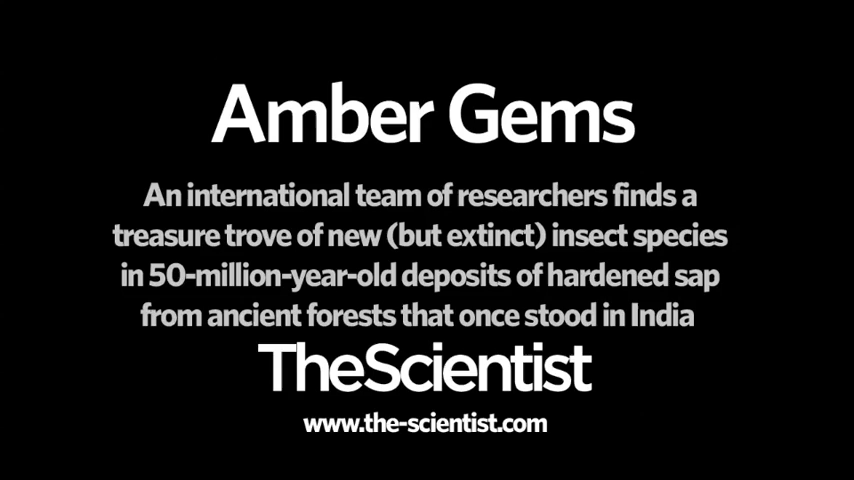 Amber Gems
An international team of researchers finds a
treasure trove of new (but extinct) insect species
in 50-million-year-old deposits of hardened sap
from ancient forests that once stood in India
TheScientist
www.the-scientist.com